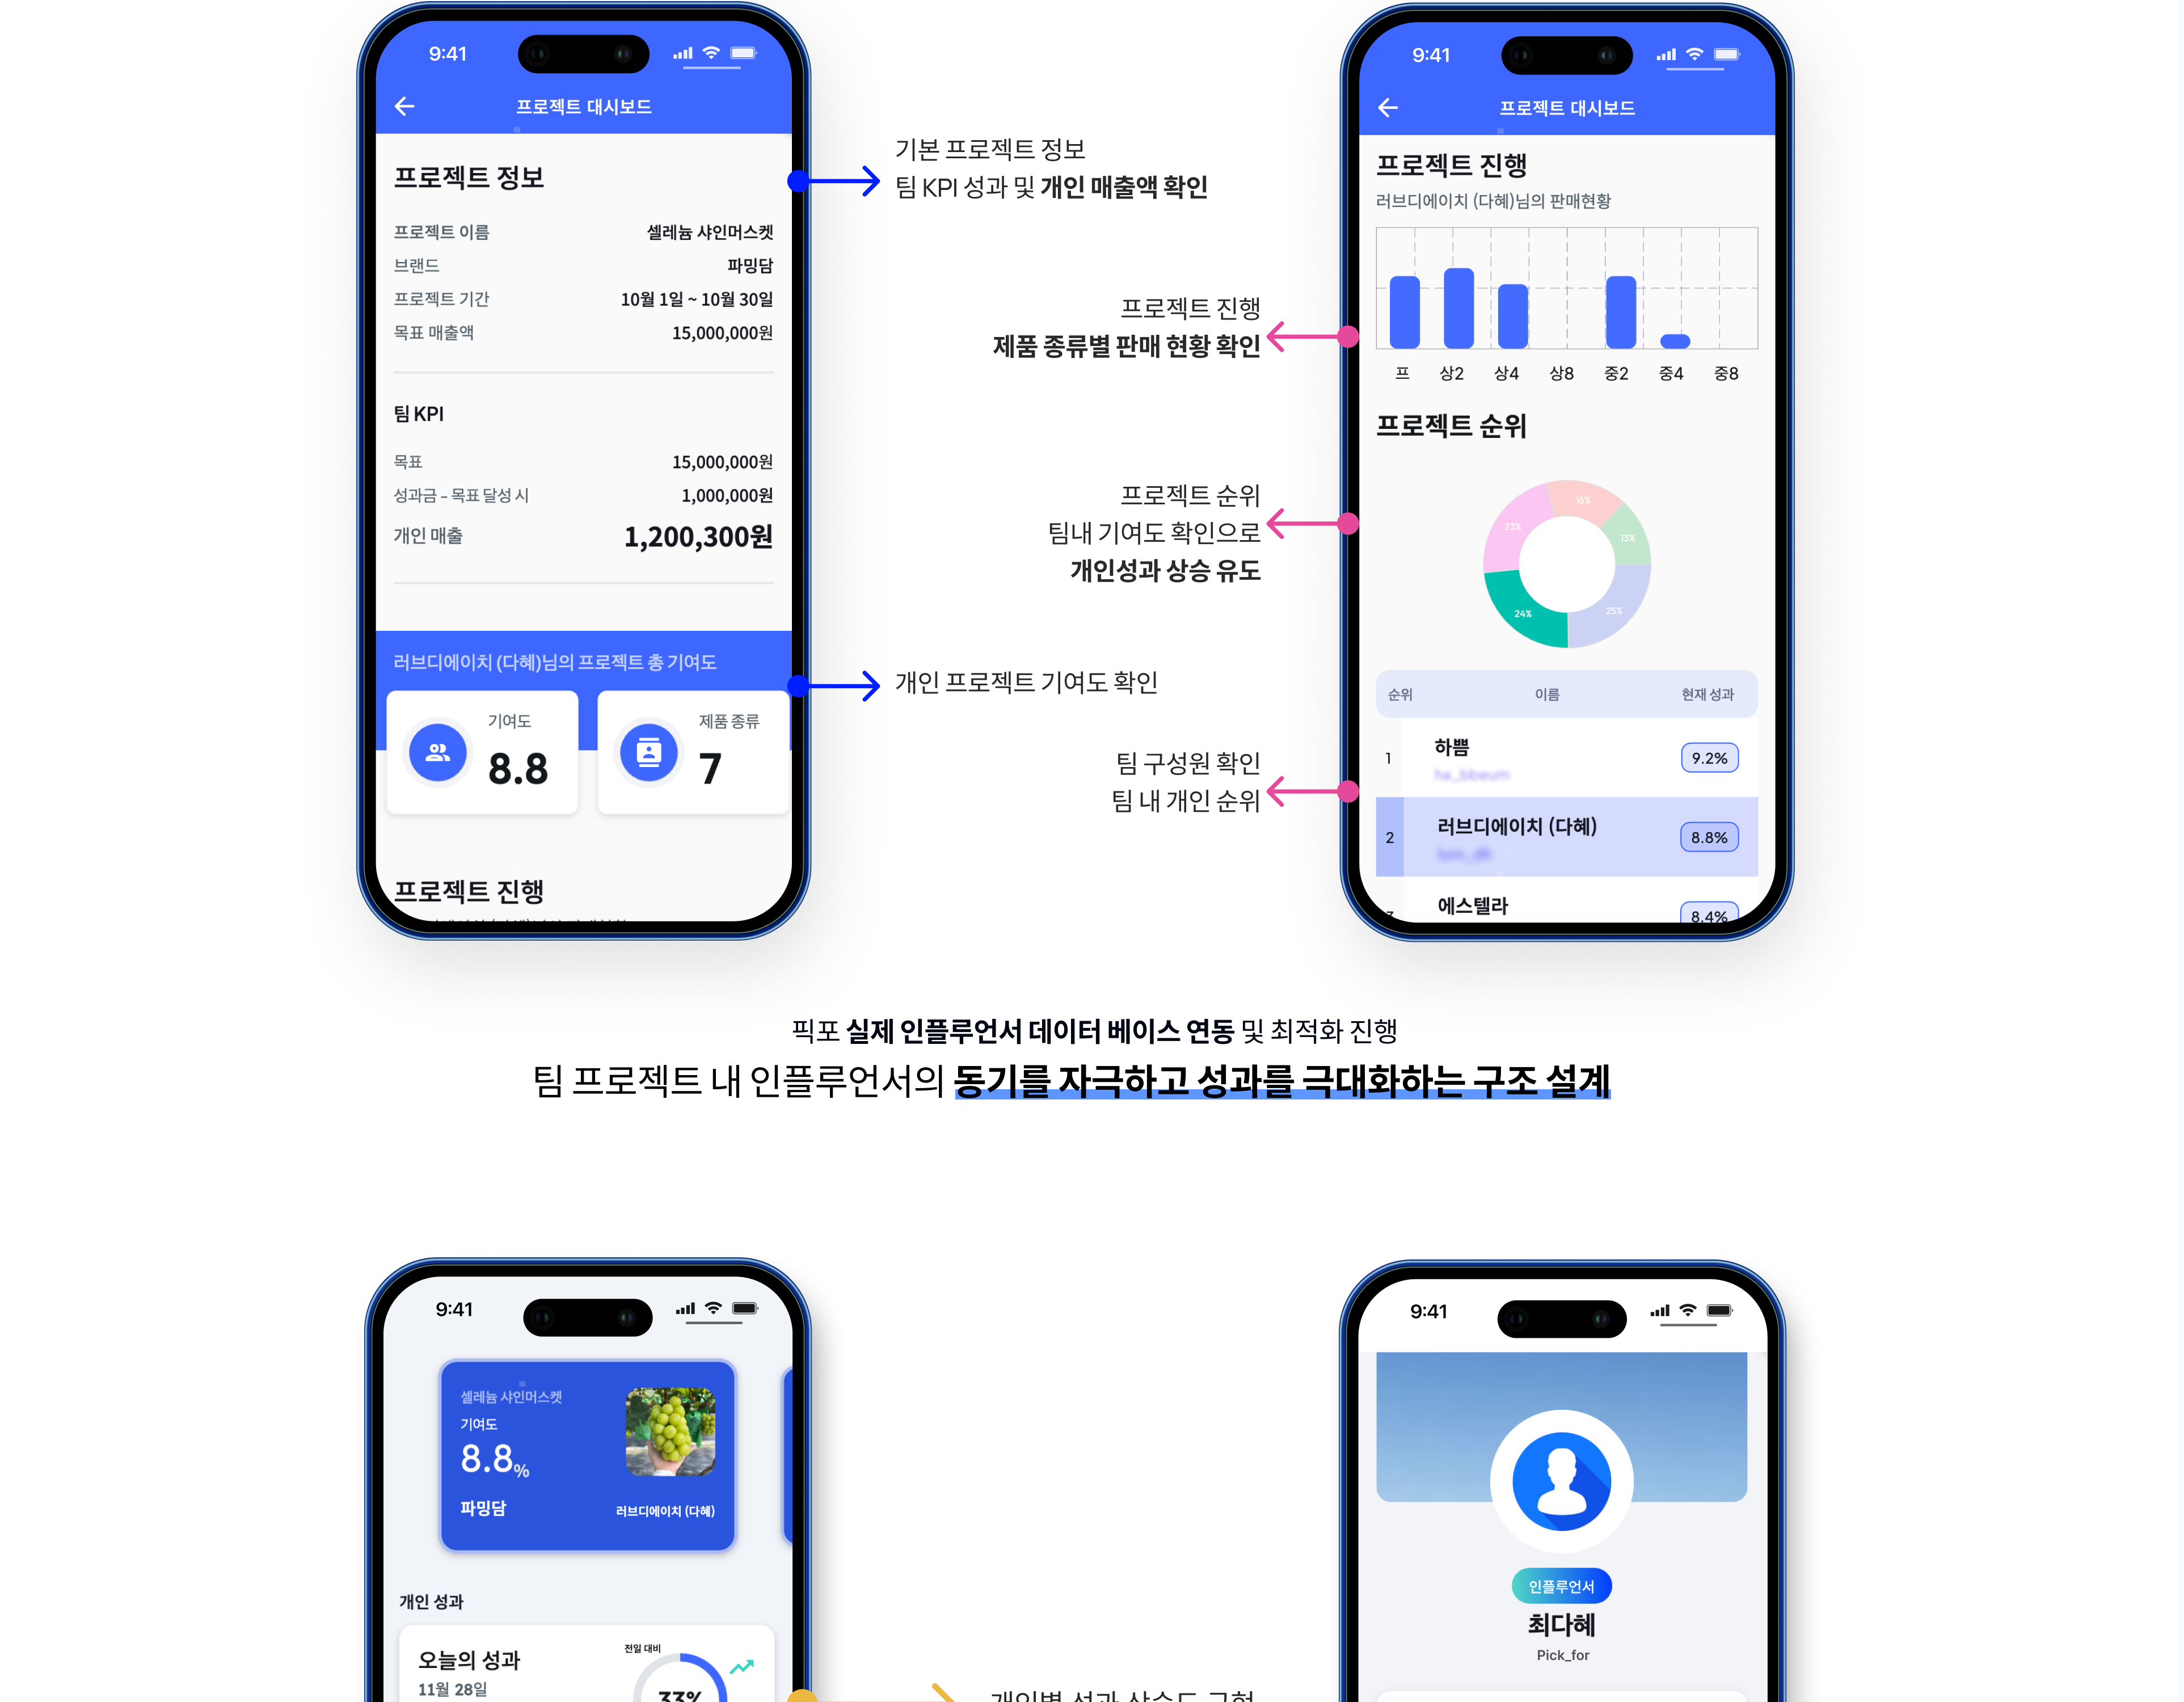 9:41
프로젝트 대시보드
프로젝트 정보
프로젝트 이름 셀레늄 샤인머스켓
브랜드 파밍담
프로젝트 기간 10월 1일 ~ 10월 30일
목표 매출액 15,000,000원
팀 KPI
목표 15,000,000원
성과금 - 목표 달성 시 1,000,000원
개인 매출 1,200,300원
러브디에이치 (다혜)님의 프로젝트 총 기여도
기여도
8.8
제품 종류
7
프로젝트 진행
기본 프로젝트 정보
팀 KPI 성과 및 개인 매출액 확인
프로젝트 진행
제품 종류별 판매 현황 확인
프로젝트 순위
팀내 기여도 확인으로
개인성과 상승 유도
개인 프로젝트 기여도 확인
팀 구성원 확인
팀 내 개인 순위
9:41
프로젝트 대시보드
프로젝트 진행
러브디에이치 (다혜)님의 판매현황
프 상2 상4 상8 중2 중4 중8
프로젝트 순위
16%
23%
13%
24%
25%
순위 이름 현재 성과
1 하쁨 9.2%
ha_bbeum
2 러브디에이치 (다혜) 8.8%
에스텔라 8.4%
픽포 실제 인플루언서 데이터 베이스 연동 및 최적화 진행
팀 프로젝트 내 인플루언서의 동기를 자극하고 성과를 극대화하는 구조 설계
9:41
셀레늄 샤인머스켓
기여도
8.8%
파밍담 러브디에이치 (다혜)
개인 성과
오늘의 성과
11월 28일
전일 대비
33%
개인별 성과 상승도 구현
9:41
인플루언서
최다혜
Pick_for